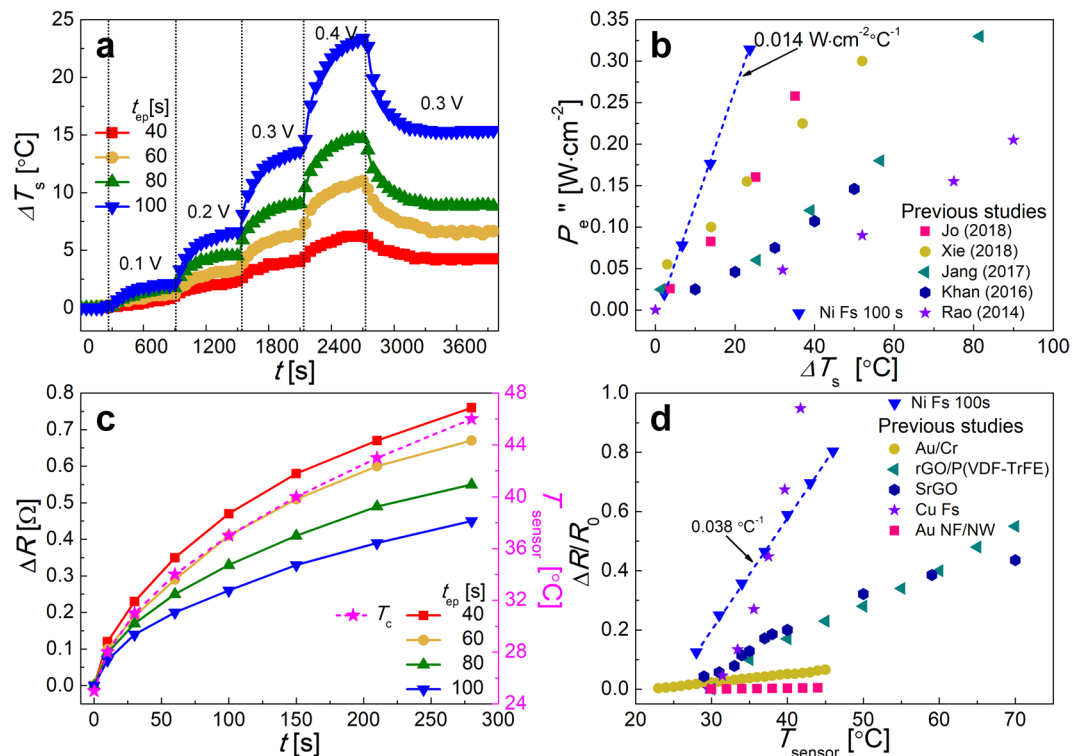 a
ΔTs [°C]
25
20
15
10
5
0
tep[s]
40
60
80
100
0.1 V
0.2 V
0.3 V
0.4 V
0.3 V
0 600 1200 1800 2400 3000 3600
t [s]
b
Pe" [W·cm-2]
0.35
0.30
0.25
0.20
0.15
0.10
0.05
0.00
0.014 W·cm-2°C-1
Previous studies
Jo (2018)
Xie (2018)
Jang (2017)
Khan (2016)
Rao (2014)
Ni Fs 100 s
0 20 40 60 80 100
ΔTs [°C]
c
ΔR [Ω]
0.8
0.7
0.6
0.5
0.4
0.3
0.2
0.1
0.0
48
46
44
42
40
38
36
34
32
30
28
26
24
Tsensor [°C]
Tc
tep [s]
40
60
80
100
0 50 100 150 200 250 300
t [s]
d
ΔR/R0
1.0
0.8
0.6
0.4
0.2
0.0
Ni Fs 100s
Previous studies
Au/Cr
rGO/P(VDF-TrFE)
SrGO
Cu Fs
Au NF/NW
0.038 °C-1
20 30 40 50 60 70
Tsensor [°C]